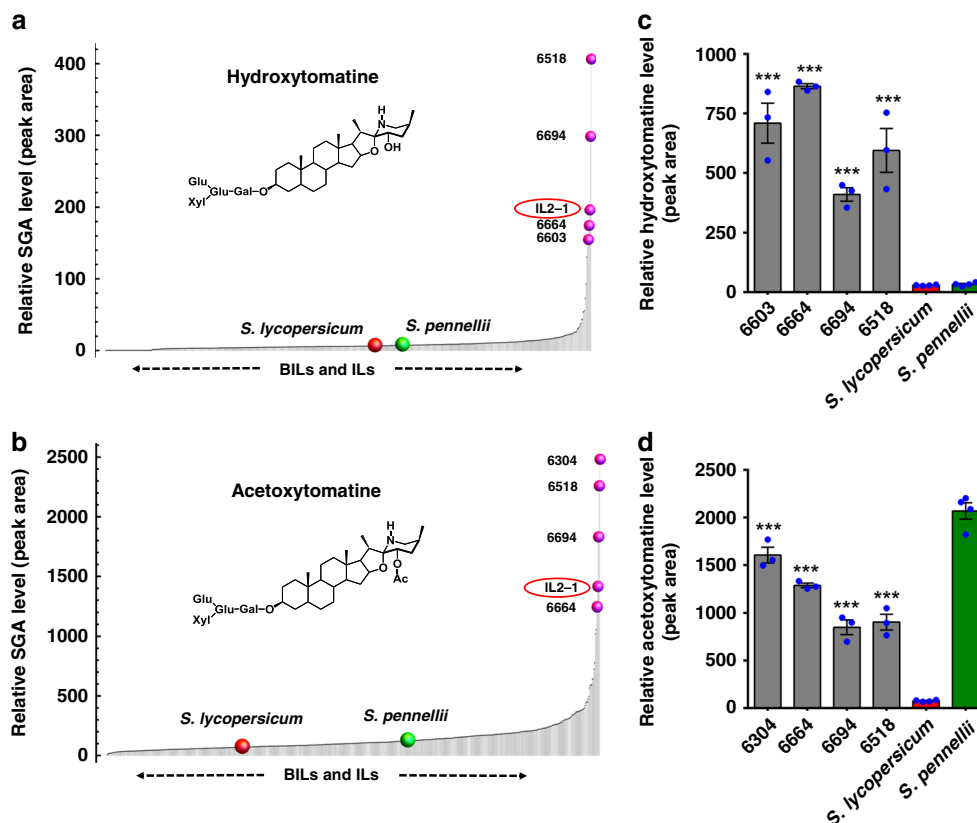 a
Relative SGA level (peak area)
400
300
200
100
0
Hydroxytomatine
H
N
O
OH
Glu
Glu–Gal–O
Xyl
6518
6694
IL2–1
6664
6603
S. lycopersicum
S. pennellii
BILs and ILs
b
Relative SGA level (peak area)
2500
2000
1500
1000
500
0
Acetoxytomatine
H
N
O
O
Ac
Glu
Glu–Gal–O
Xyl
6304
6518
6694
IL2–1
6664
S. lycopersicum
S. pennellii
BILs and ILs
c
Relative hydroxytomatine level
(peak area)
1000
750
500
250
0
***
***
***
***
6603
6664
6694
6518
S. lycopersicum
S. pennellii
d
Relative acetoxytomatine level
(peak area)
2500
2000
1500
1000
500
0
***
***
***
***
6304
6664
6694
6518
S. lycopersicum
S. pennellii